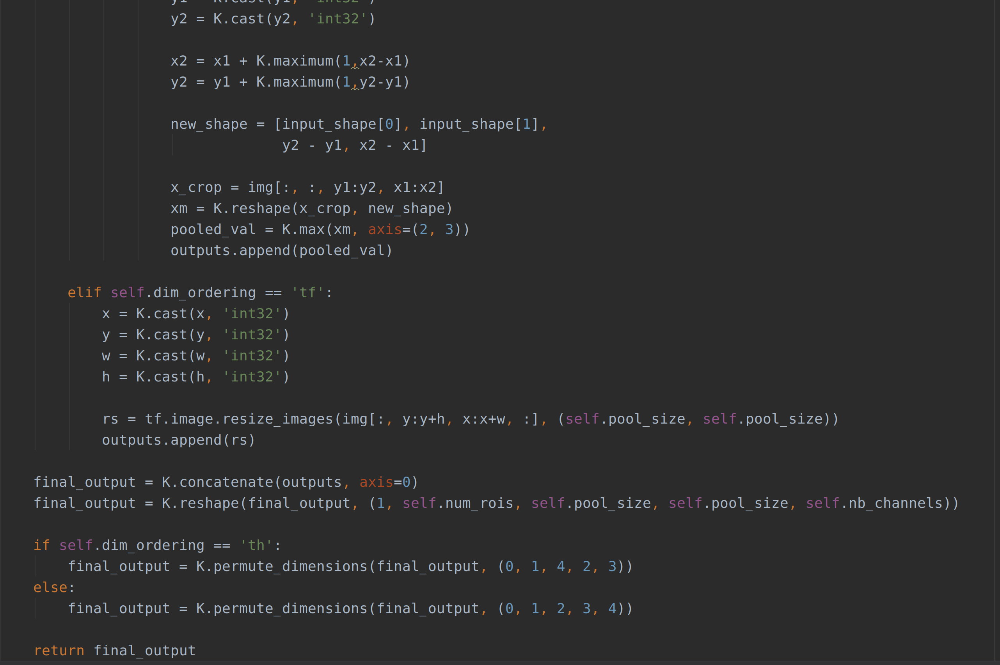 y1 = K.cast(y1, 'int32')
y2 = K.cast(y2, 'int32')
x2 = x1 + K.maximum(1,x2-x1)
y2 = y1 + K.maximum(1,y2-y1)
new_shape = [input_shape[0], input_shape[1],
y2 - y1, x2 - x1]
x_crop = img[:, :, y1:y2, x1:x2]
xm = K.reshape(x_crop, new_shape)
pooled_val = K.max(xm, axis=(2, 3))
outputs.append(pooled_val)
elif self.dim_ordering == 'tf':
x = K.cast(x, 'int32')
y = K.cast(y, 'int32')
w = K.cast(w, 'int32')
h = K.cast(h, 'int32')
rs = tf.image.resize_images(img[:, y:y+h, x:x+w, :], (self.pool_size, self.pool_size))
outputs.append(rs)
final_output = K.concatenate(outputs, axis=0)
final_output = K.reshape(final_output, (1, self.num_rois, self.pool_size, self.pool_size, self.nb_channels))
if self.dim_ordering == 'th':
final_output = K.permute_dimensions(final_output, (0, 1, 4, 2, 3))
else:
final_output = K.permute_dimensions(final_output, (0, 1, 2, 3, 4))
return final_output